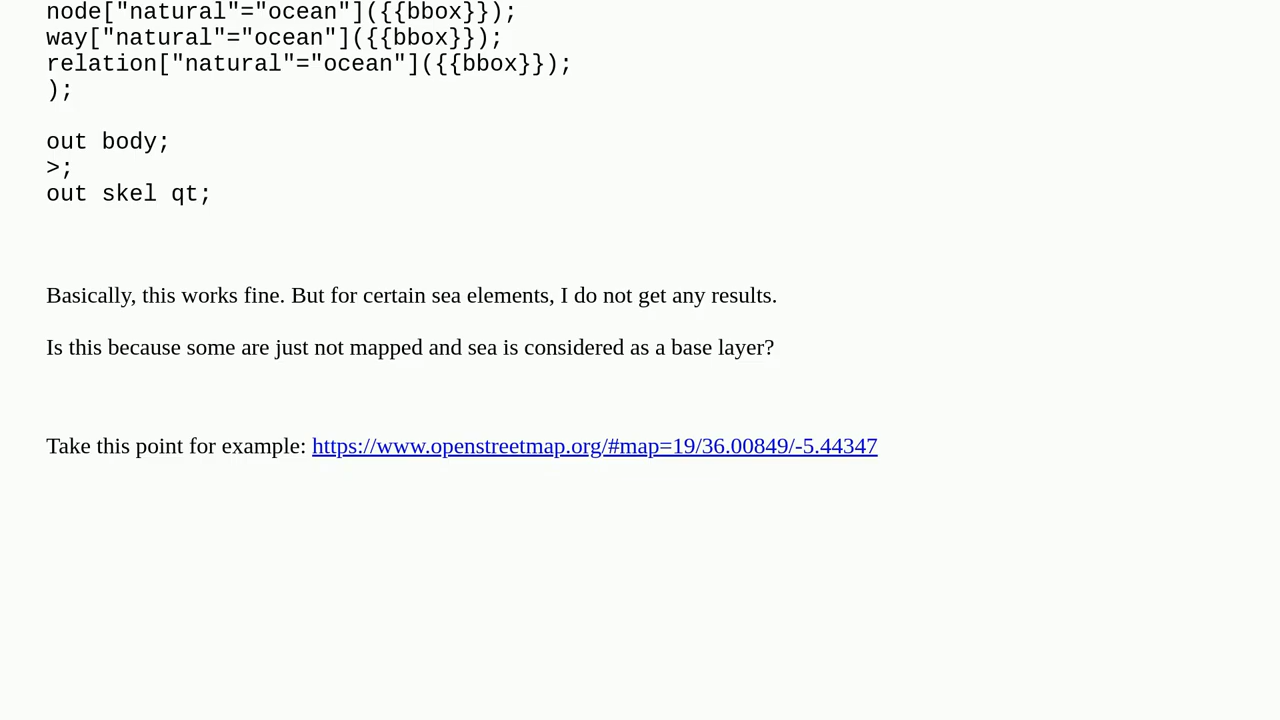 node["natural"="ocean"]({{bbox}});
way["natural"="ocean"]({{bbox}});
relation["natural"="ocean"]({{bbox}});
);
out body;
>;
out skel qt;
Basically, this works fine. But for certain sea elements, I do not get any results.
Is this because some are just not mapped and sea is considered as a base layer?
Take this point for example: https://www.openstreetmap.org/#map=19/36.00849/-5.44347